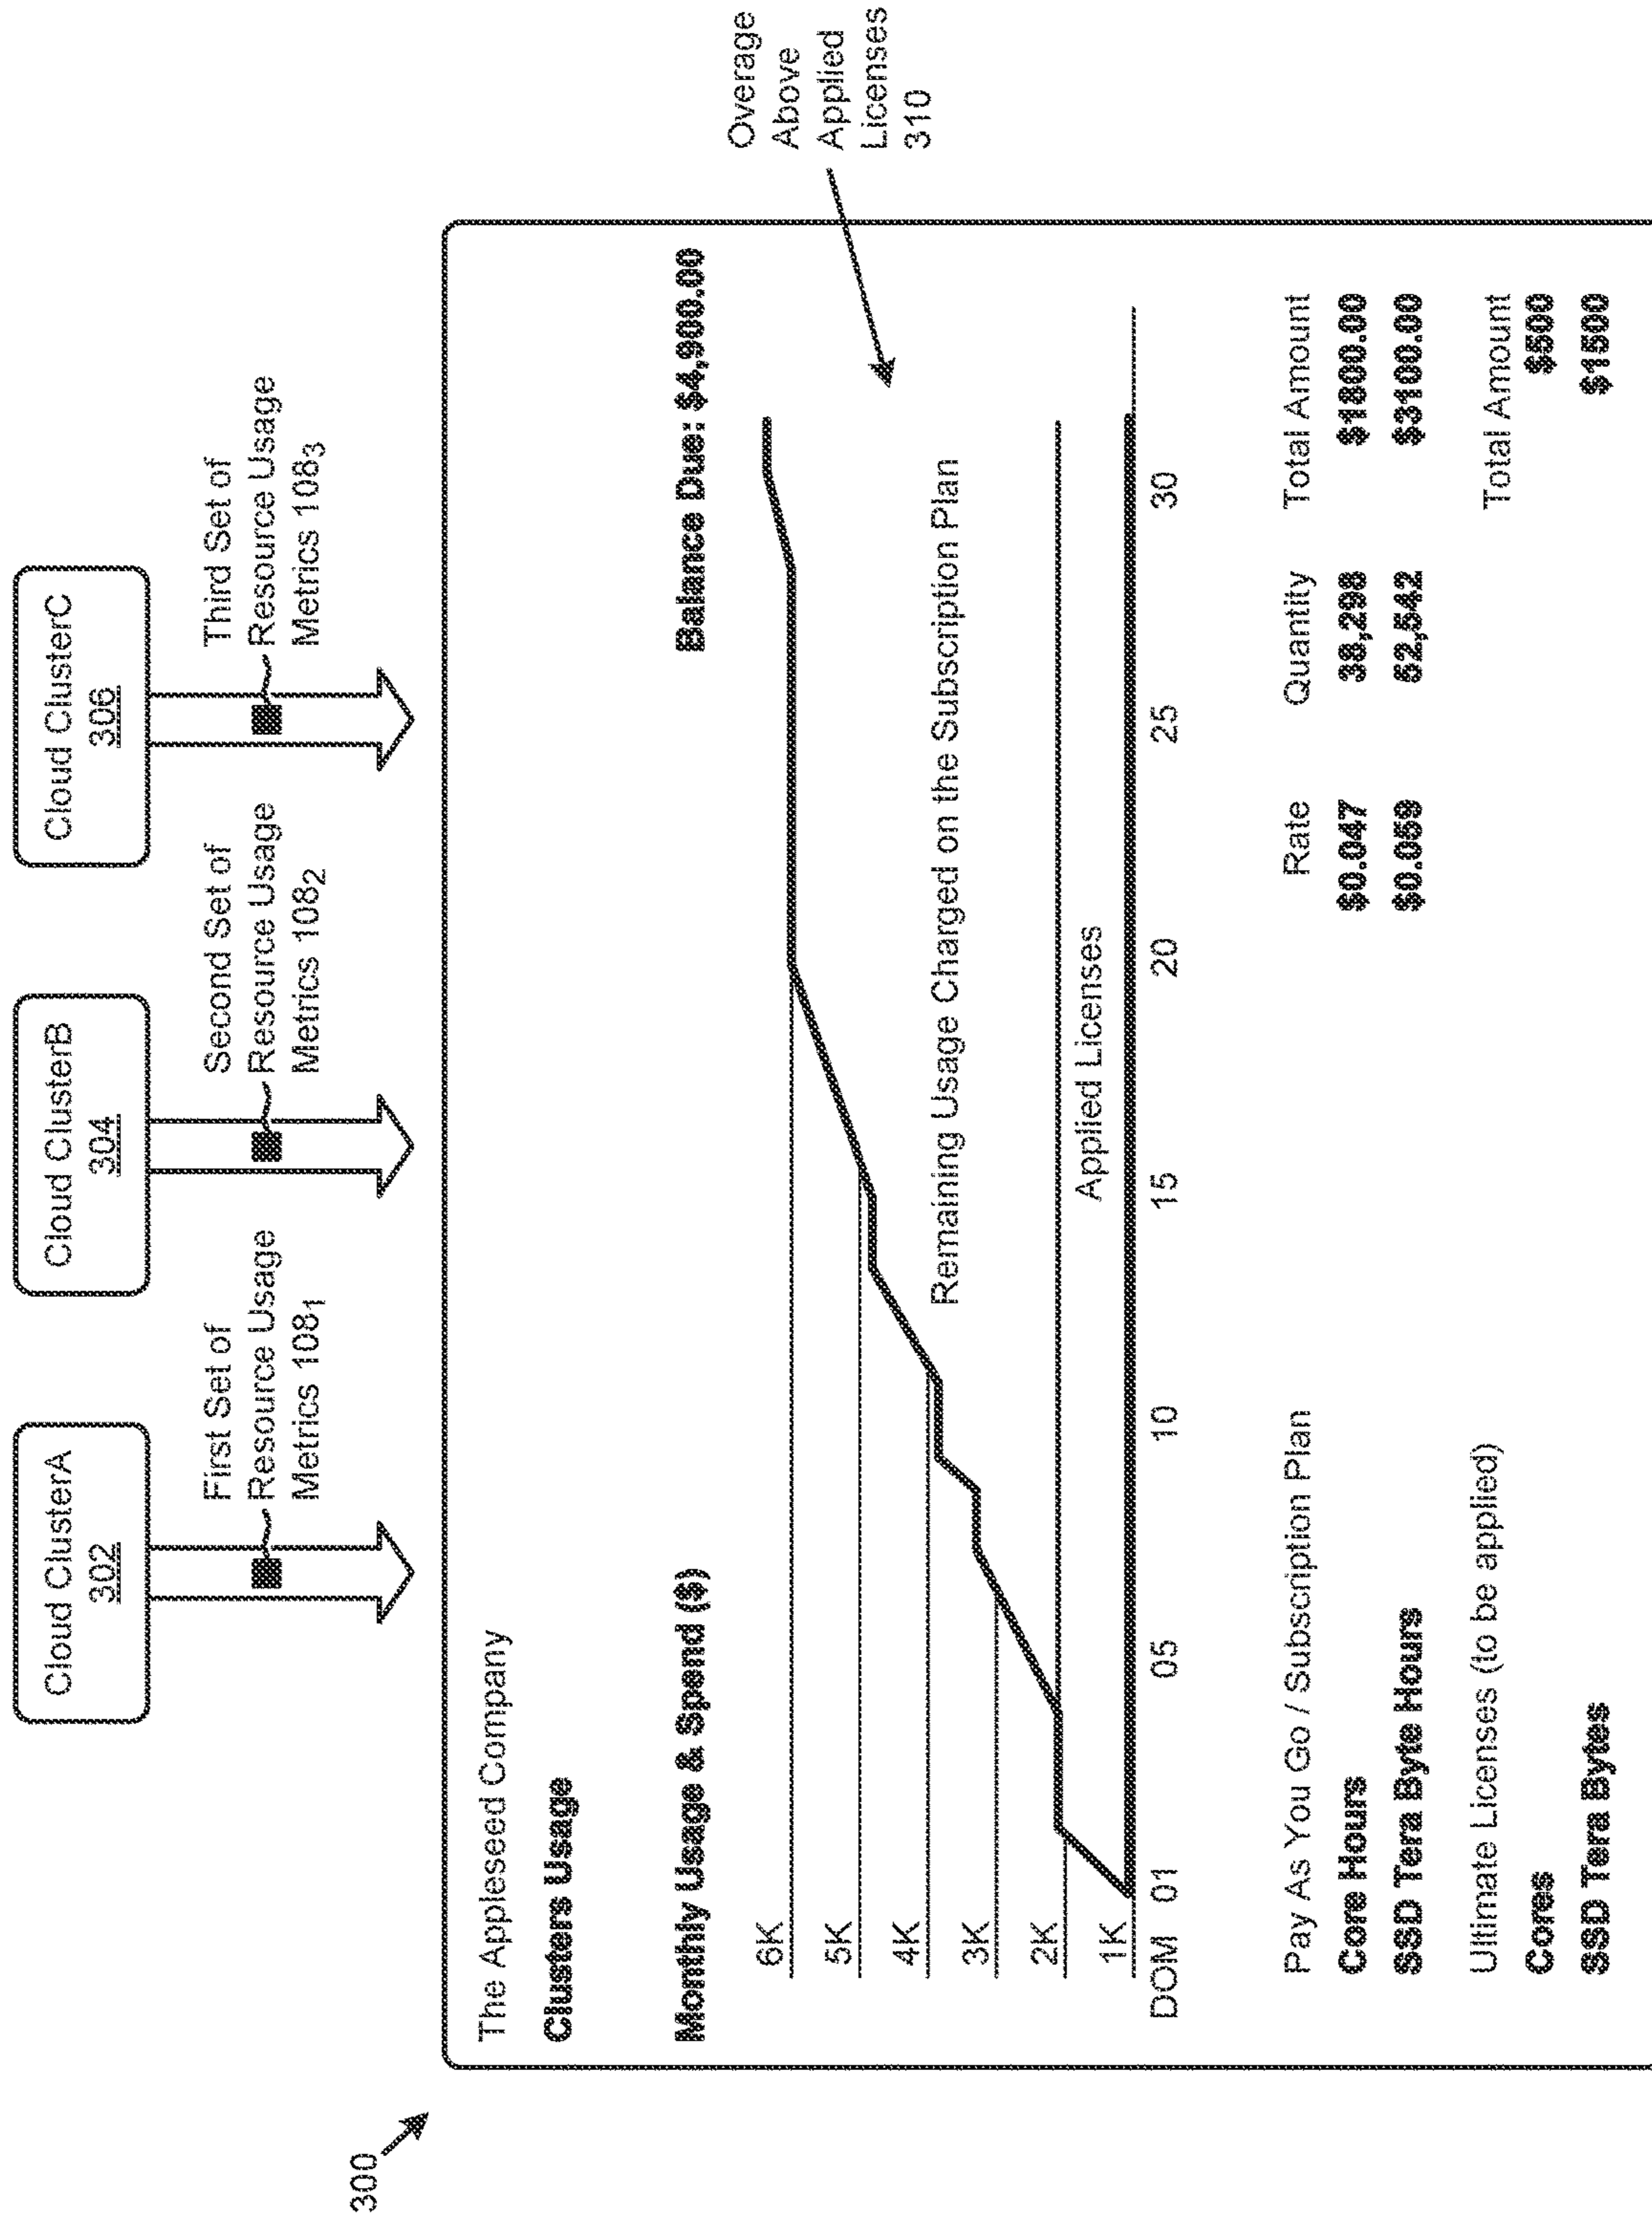 300
Cloud ClusterA
302
Cloud ClusterB
304
Cloud ClusterC
306
First Set of
Resource Usage
Metrics 108₁
Second Set of
Resource Usage
Metrics 108₂
Third Set of
Resource Usage
Metrics 108₃
The Appleseed Company
Clusters Usage
Monthly Usage & Spend ($) Balance Due: $4,900.00
Overage
Above
Applied
Licenses
310
6K
5K
4K
Remaining Usage Charged on the Subscription Plan
3K
2K
Applied Licenses
1K
DOM 01 05 10 15 20 25 30
Pay As You Go / Subscription Plan Rate Quantity Total Amount
Core Hours $0.047 38,298 $1800.00
SSD Tera Byte Hours $0.059 52,542 $3100.00
Ultimate Licenses (to be applied) Total Amount
Cores $500
SSD Tera Bytes $1500